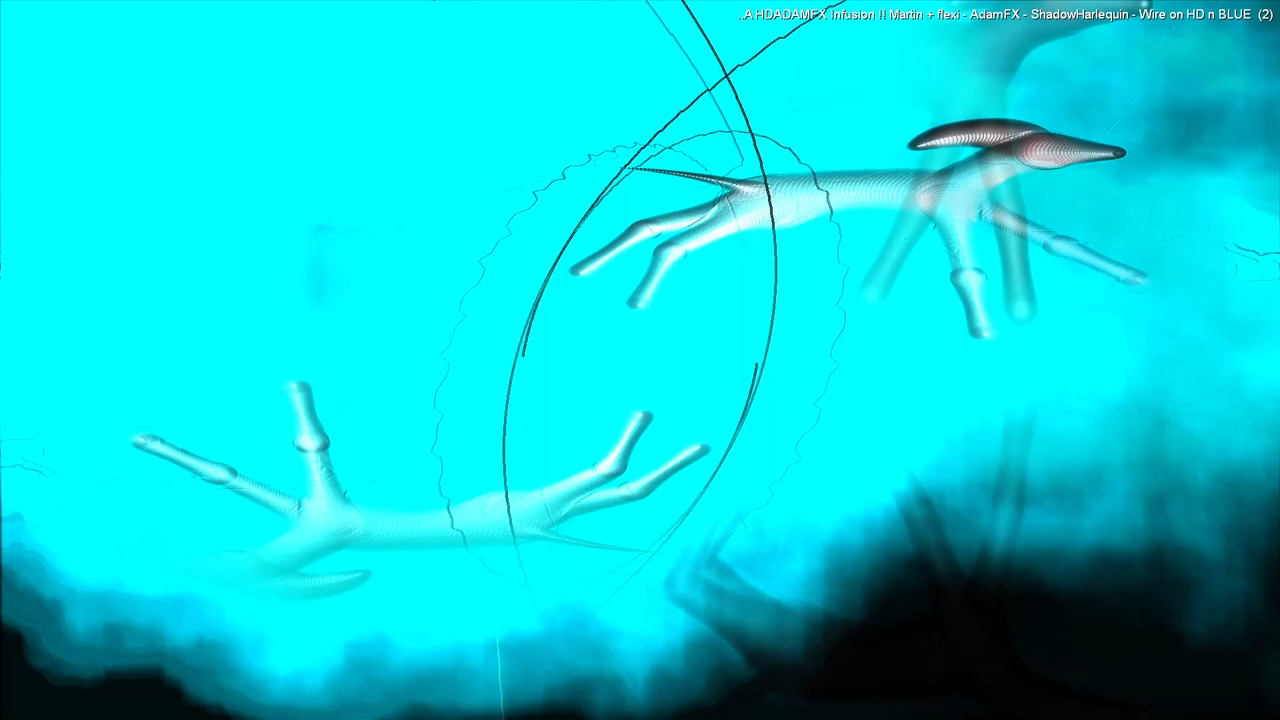 ..A HDADAMFX Infusion !! Martin + flexi - AdamFX - ShadowHarlequin - Wire on HD n BLUE  (2)